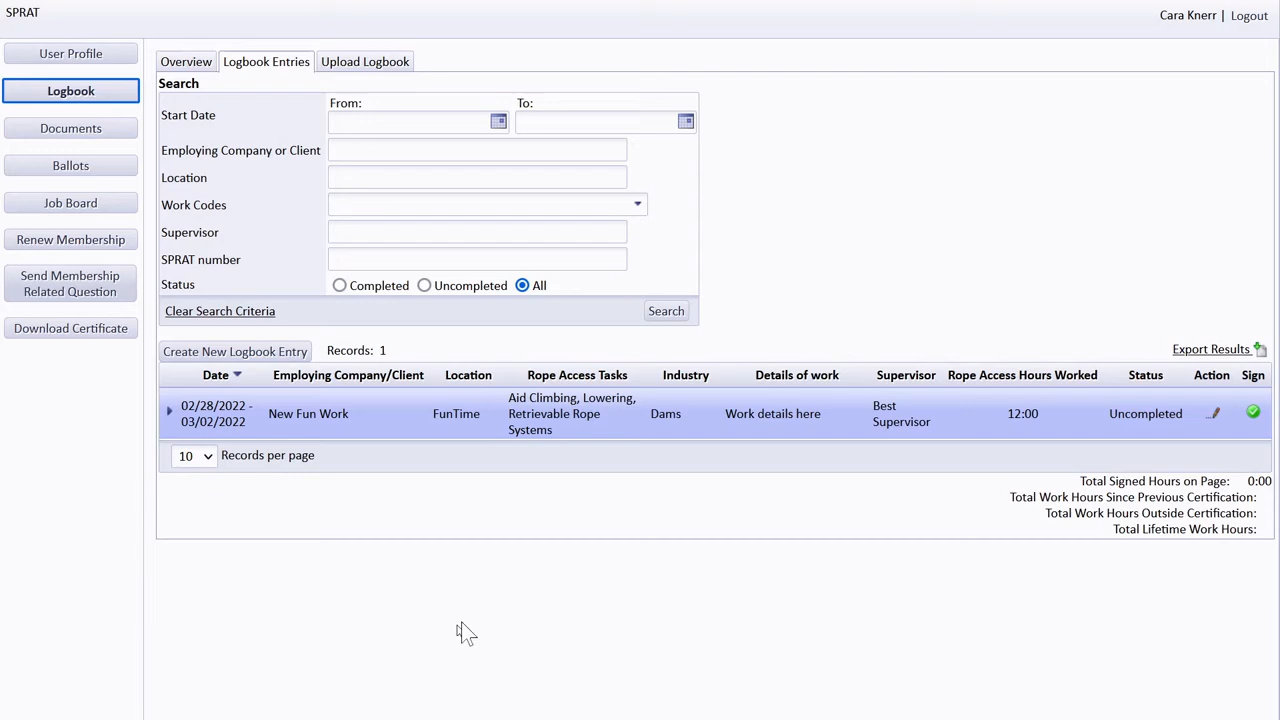 SPRAT
Cara Knerr | Logout
User Profile
Logbook
Documents
Ballots
Job Board
Renew Membership
Send Membership
Related Question
Download Certificate
Overview Logbook Entries Upload Logbook
Search
Start Date From: To:
Employing Company or Client
Location
Work Codes
Supervisor
SPRAT number
Status Completed Uncompleted All
Clear Search Criteria Search
Create New Logbook Entry Records: 1 Export Results
Date Employing Company/Client Location Rope Access Tasks Industry Details of work Supervisor Rope Access Hours Worked Status Action Sign
02/28/2022 -
03/02/2022
New Fun Work
FunTime
Aid Climbing, Lowering,
Retrievable Rope
Systems
Dams
Work details here
Best
Supervisor
12:00
Uncompleted
10 Records per page
Total Signed Hours on Page: 0:00
Total Work Hours Since Previous Certification:
Total Work Hours Outside Certification:
Total Lifetime Work Hours: